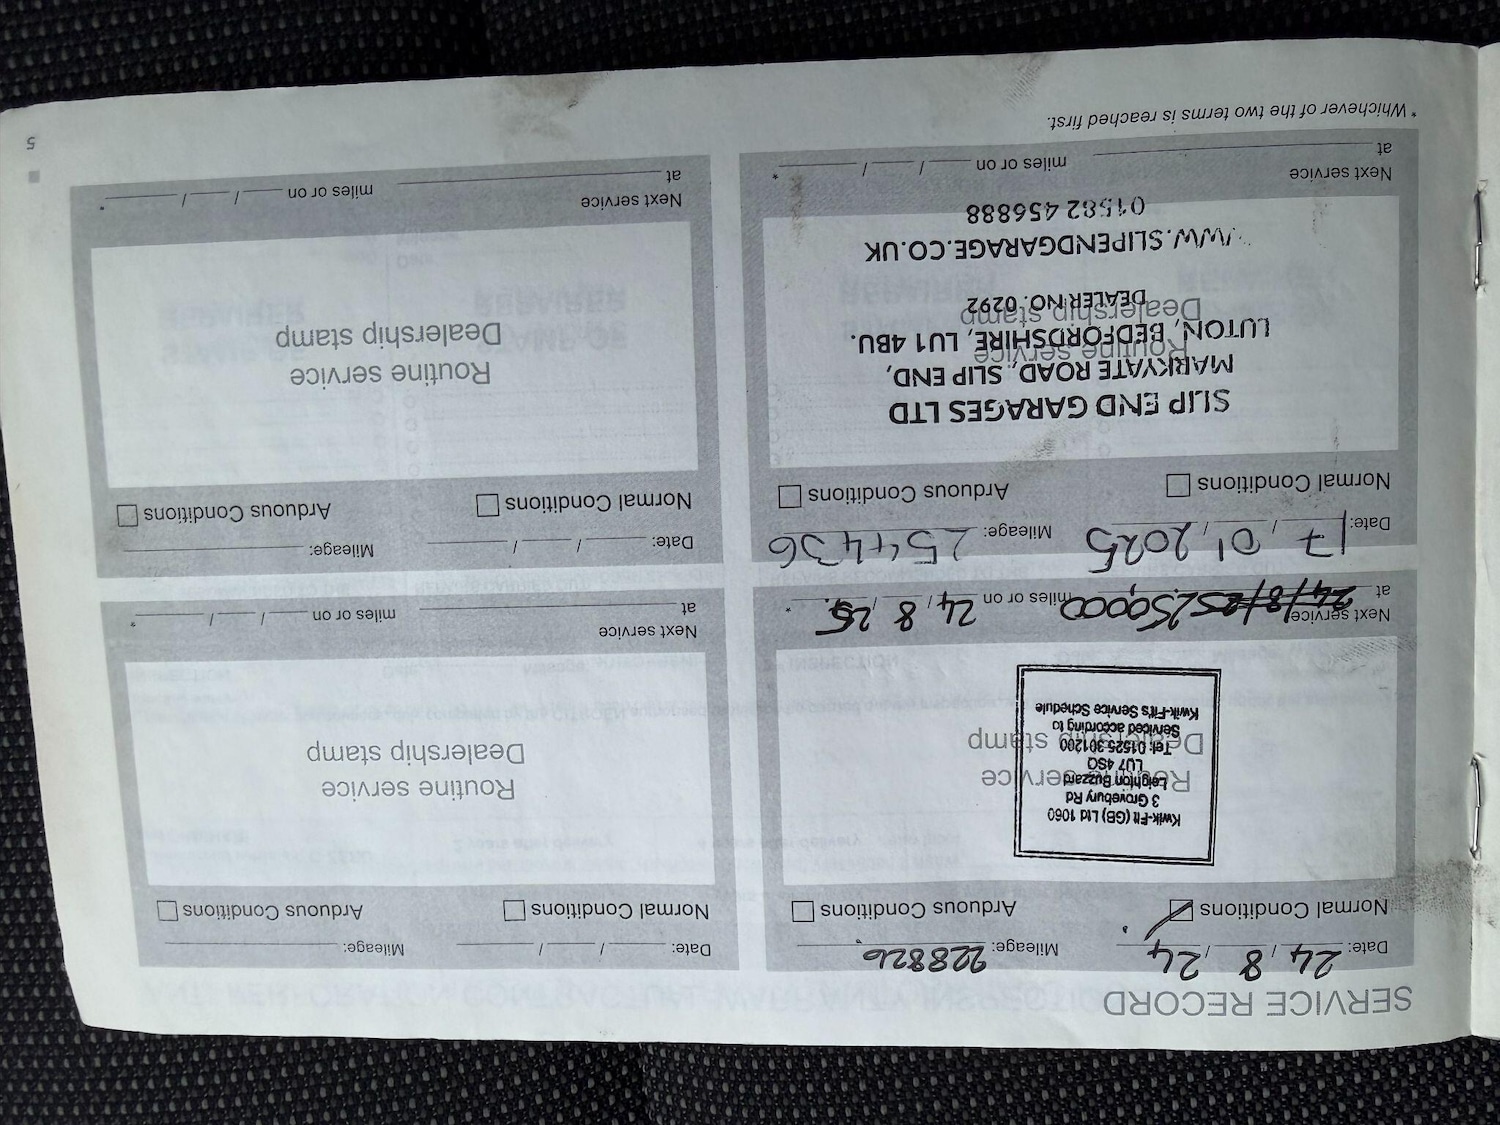 SERVICE RECORD
Date: 24 / 8 / 24 Mileage: 228826
Normal Conditions Arduous Conditions
Routine service
Dealership stamp
Kwik-Fit (GB) Ltd 1060
3 Grovebury Rd
Leighton Buzzard
LU7 4SQ
Tel: 01525 301200
Serviced according to
Kwik-Fit's Service Schedule
Next service
at 24/8/25 250,000 miles or on 24 / 8 / 25 *
Date: 17 / 01 / 2025 Mileage: 254436
Normal Conditions Arduous Conditions
Routine service
Dealership stamp
SLIP END GARAGES LTD
MARKYATE ROAD, SLIP END,
LUTON, BEDFORDSHIRE, LU1 4BU.
DEALER NO. 0292
WWW.SLIPENDGARAGE.CO.UK
01582 456888
Next service
at miles or on / / *
* Whichever of the two terms is reached first.
Date: / / Mileage:
Normal Conditions Arduous Conditions
Routine service
Dealership stamp
Next service
at miles or on / / *
Date: / / Mileage:
Normal Conditions Arduous Conditions
Routine service
Dealership stamp
Next service
at miles or on / / *
5